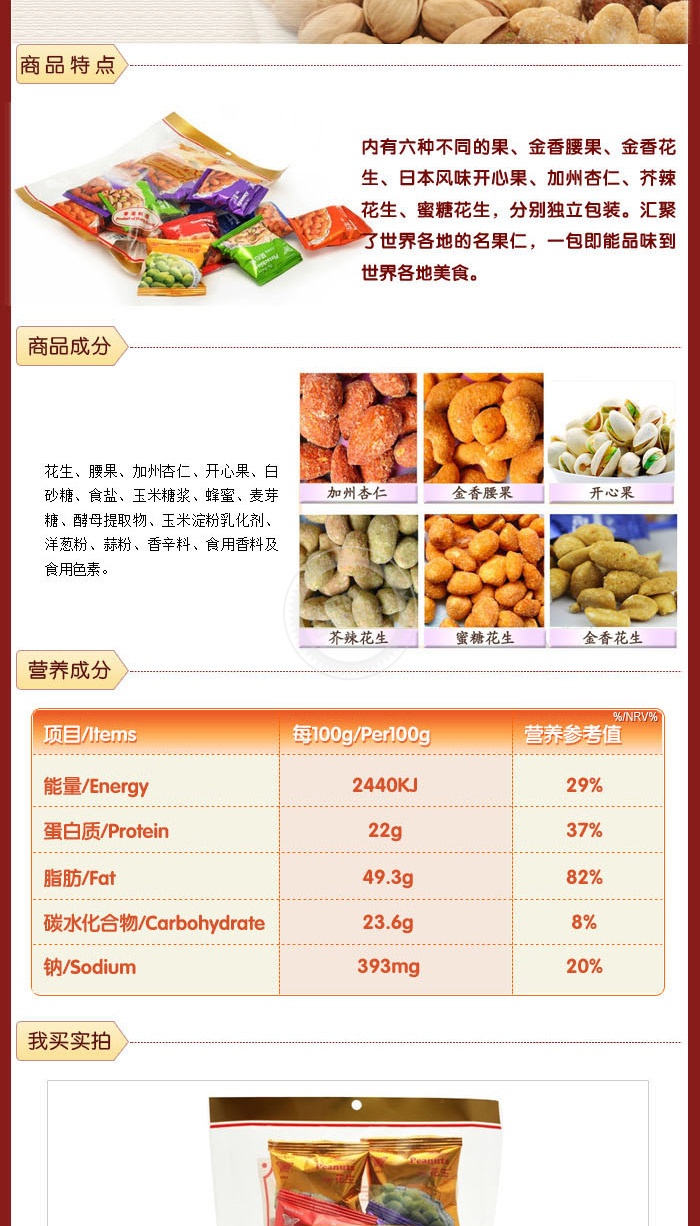 商品特点
内有六种不同的果、金香腰果、金香花
生、日本风味开心果、加州杏仁、芥辣
花生、蜜糖花生，分别独立包装。汇聚
了世界各地的名果仁，一包即能品味到
世界各地美食。
商品成分
花生、腰果、加州杏仁、开心果、白
砂糖、食盐、玉米糖浆、蜂蜜、麦芽
糖、酵母提取物、玉米淀粉乳化剂、
洋葱粉、蒜粉、香辛料、食用香料及
食用色素。
加州杏仁 金香腰果 开心果
芥辣花生 蜜糖花生 金香花生
营养成分
%/NRV%
项目/Items 每100g/Per100g 营养参考值
能量/Energy 2440KJ 29%
蛋白质/Protein 22g 37%
脂肪/Fat 49.3g 82%
碳水化合物/Carbohydrate 23.6g 8%
钠/Sodium 393mg 20%
我买实拍
Peanuts Peanuts
花生 花生